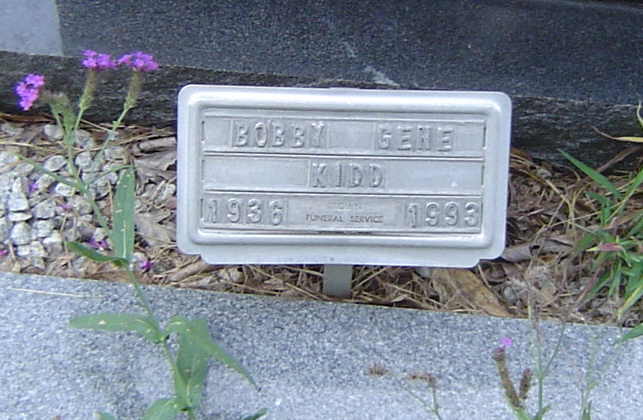 BOBBY GENE
KIDD
1936 FUNERAL SERVICE 1993